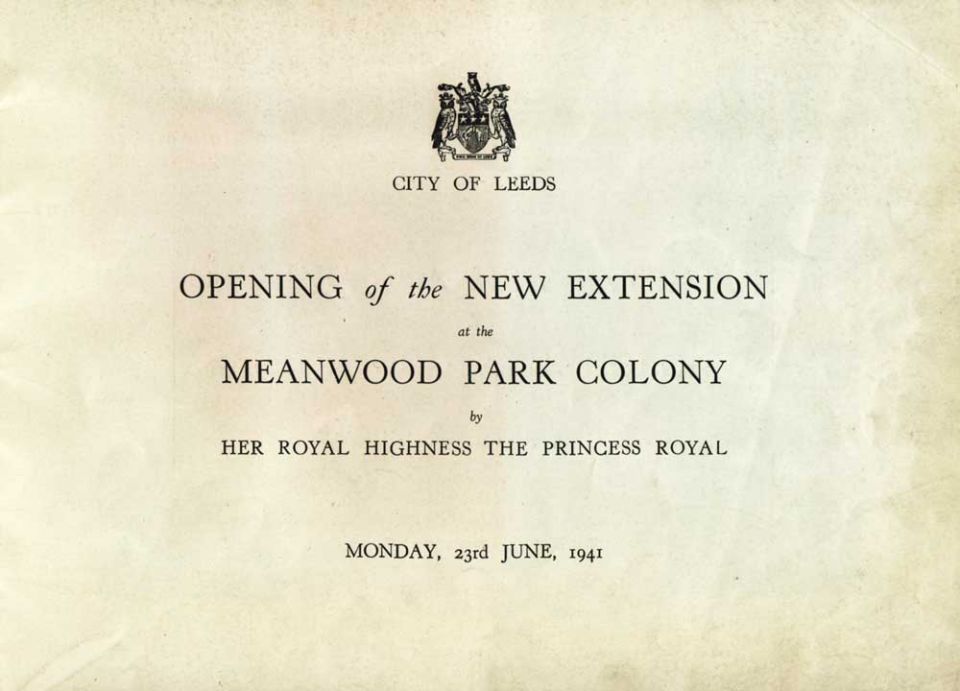 CITY OF LEEDS
OPENING of the NEW EXTENSION
at the
MEANWOOD PARK COLONY
by
HER ROYAL HIGHNESS THE PRINCESS ROYAL
MONDAY, 23rd JUNE, 1941